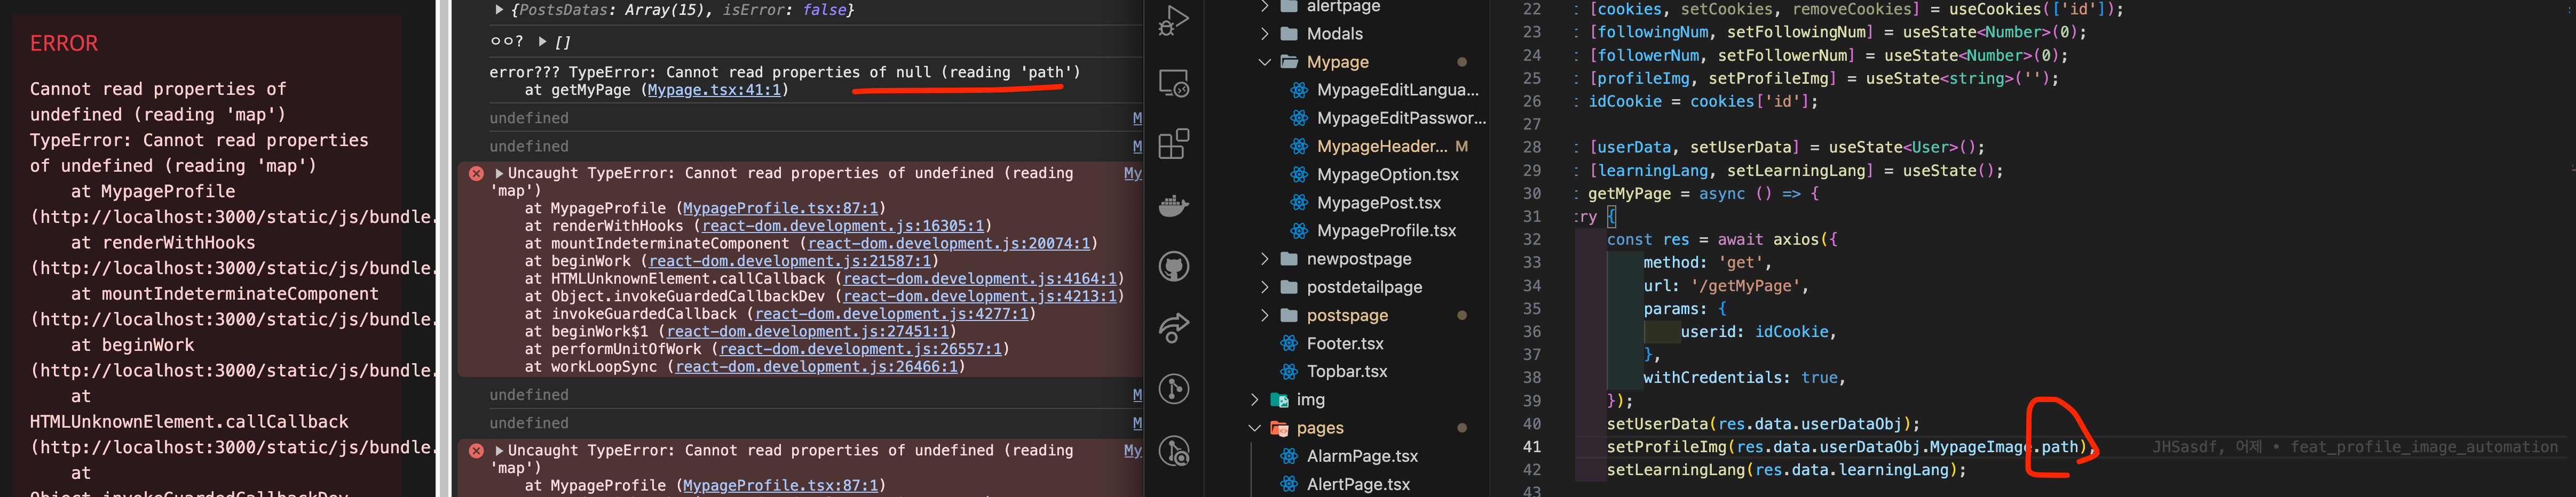 ERROR
Cannot read properties of
undefined (reading 'map')
TypeError: Cannot read properties
of undefined (reading 'map')
at MypageProfile
(http://localhost:3000/static/js/bundle.
at renderWithHooks
(http://localhost:3000/static/js/bundle.
at mountIndeterminateComponent
(http://localhost:3000/static/js/bundle.
at beginWork
(http://localhost:3000/static/js/bundle.
at
HTMLUnknownElement.callCallback
(http://localhost:3000/static/js/bundle.
at
Object.invokeGuardedCallbackDev
{PostsDatas: Array(15), isError: false}
ㅇㅇ? ▶ []
error??? TypeError: Cannot read properties of null (reading 'path')
at getMyPage (Mypage.tsx:41:1)
undefined M
undefined M
Uncaught TypeError: Cannot read properties of undefined (reading My
'map')
at MypageProfile (MypageProfile.tsx:87:1)
at renderWithHooks (react-dom.development.js:16305:1)
at mountIndeterminateComponent (react-dom.development.js:20074:1)
at beginWork (react-dom.development.js:21587:1)
at HTMLUnknownElement.callCallback (react-dom.development.js:4164:1)
at Object.invokeGuardedCallbackDev (react-dom.development.js:4213:1)
at invokeGuardedCallback (react-dom.development.js:4277:1)
at beginWork$1 (react-dom.development.js:27451:1)
at performUnitOfWork (react-dom.development.js:26557:1)
at workLoopSync (react-dom.development.js:26466:1)
undefined M
undefined M
Uncaught TypeError: Cannot read properties of undefined (reading My
'map')
at MypageProfile (MypageProfile.tsx:87:1)
alertpage
Modals
Mypage
MypageEditLangua...
MypageEditPasswor...
MypageHeader... M
MypageOption.tsx
MypagePost.tsx
MypageProfile.tsx
newpostpage
postdetailpage
postspage
Footer.tsx
Topbar.tsx
img
pages
AlarmPage.tsx
AlertPage.tsx
22 [cookies, setCookies, removeCookies] = useCookies(['id']);
23 [followingNum, setFollowingNum] = useState<Number>(0);
24 [followerNum, setFollowerNum] = useState<Number>(0);
25 [profileImg, setProfileImg] = useState<string>('');
26 idCookie = cookies['id'];
27
28 [userData, setUserData] = useState<User>();
29 [learningLang, setLearningLang] = useState();
30 getMyPage = async () => {
31 try {
32 const res = await axios({
33 method: 'get',
34 url: '/getMyPage',
35 params: {
36 userid: idCookie,
37 },
38 withCredentials: true,
39 });
40 setUserData(res.data.userDataObj);
41 setProfileImg(res.data.userDataObj.MypageImage.path); JHSasdf, 어제 • feat_profile_image_automation
42 setLearningLang(res.data.learningLang);
43